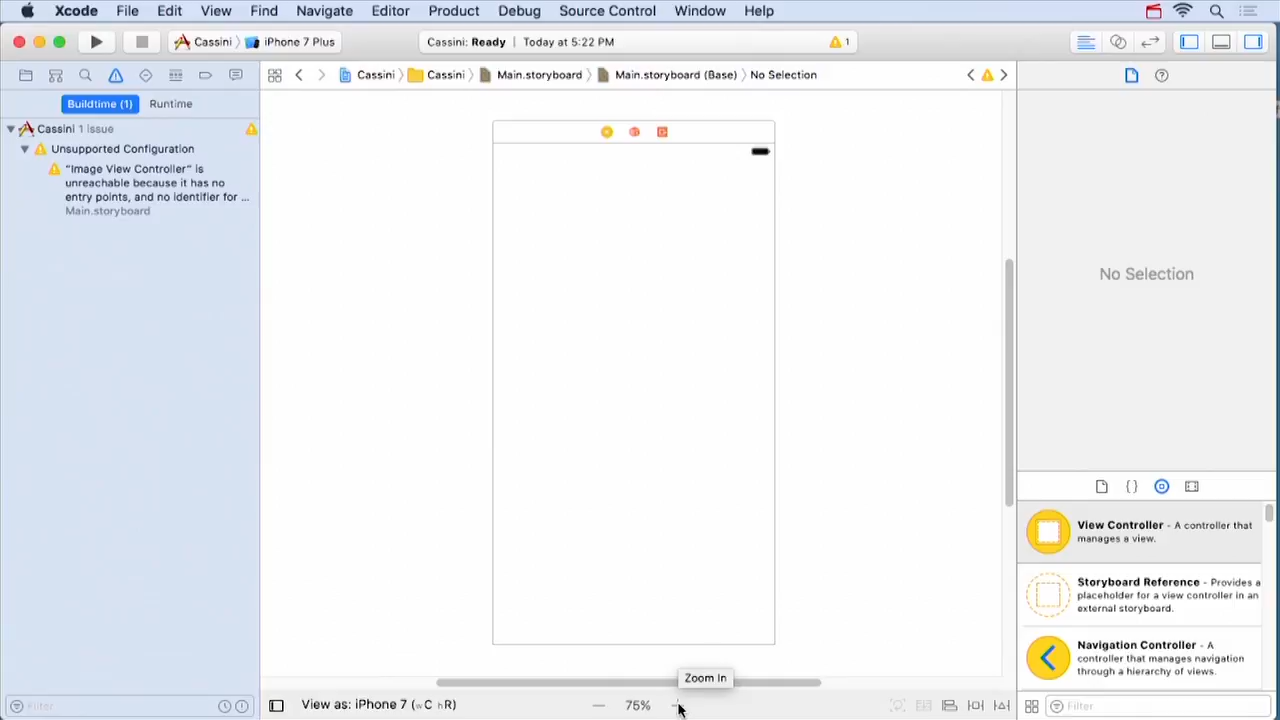 Xcode File Edit View Find Navigate Editor Product Debug Source Control Window Help
Cassini iPhone 7 Plus
Cassini: Ready | Today at 5:22 PM
1
Cassini Cassini Main.storyboard Main.storyboard (Base) No Selection
Buildtime (1) Runtime
Cassini 1 issue
Unsupported Configuration
"Image View Controller" is
unreachable because it has no
entry points, and no identifier for ...
Main.storyboard
No Selection
{ }
View Controller - A controller that
manages a view.
Storyboard Reference - Provides a
placeholder for a view controller in an
external storyboard.
Navigation Controller - A
controller that manages navigation
through a hierarchy of views.
Zoom In
Filter
View as: iPhone 7 (wC hR)
75%
Filter